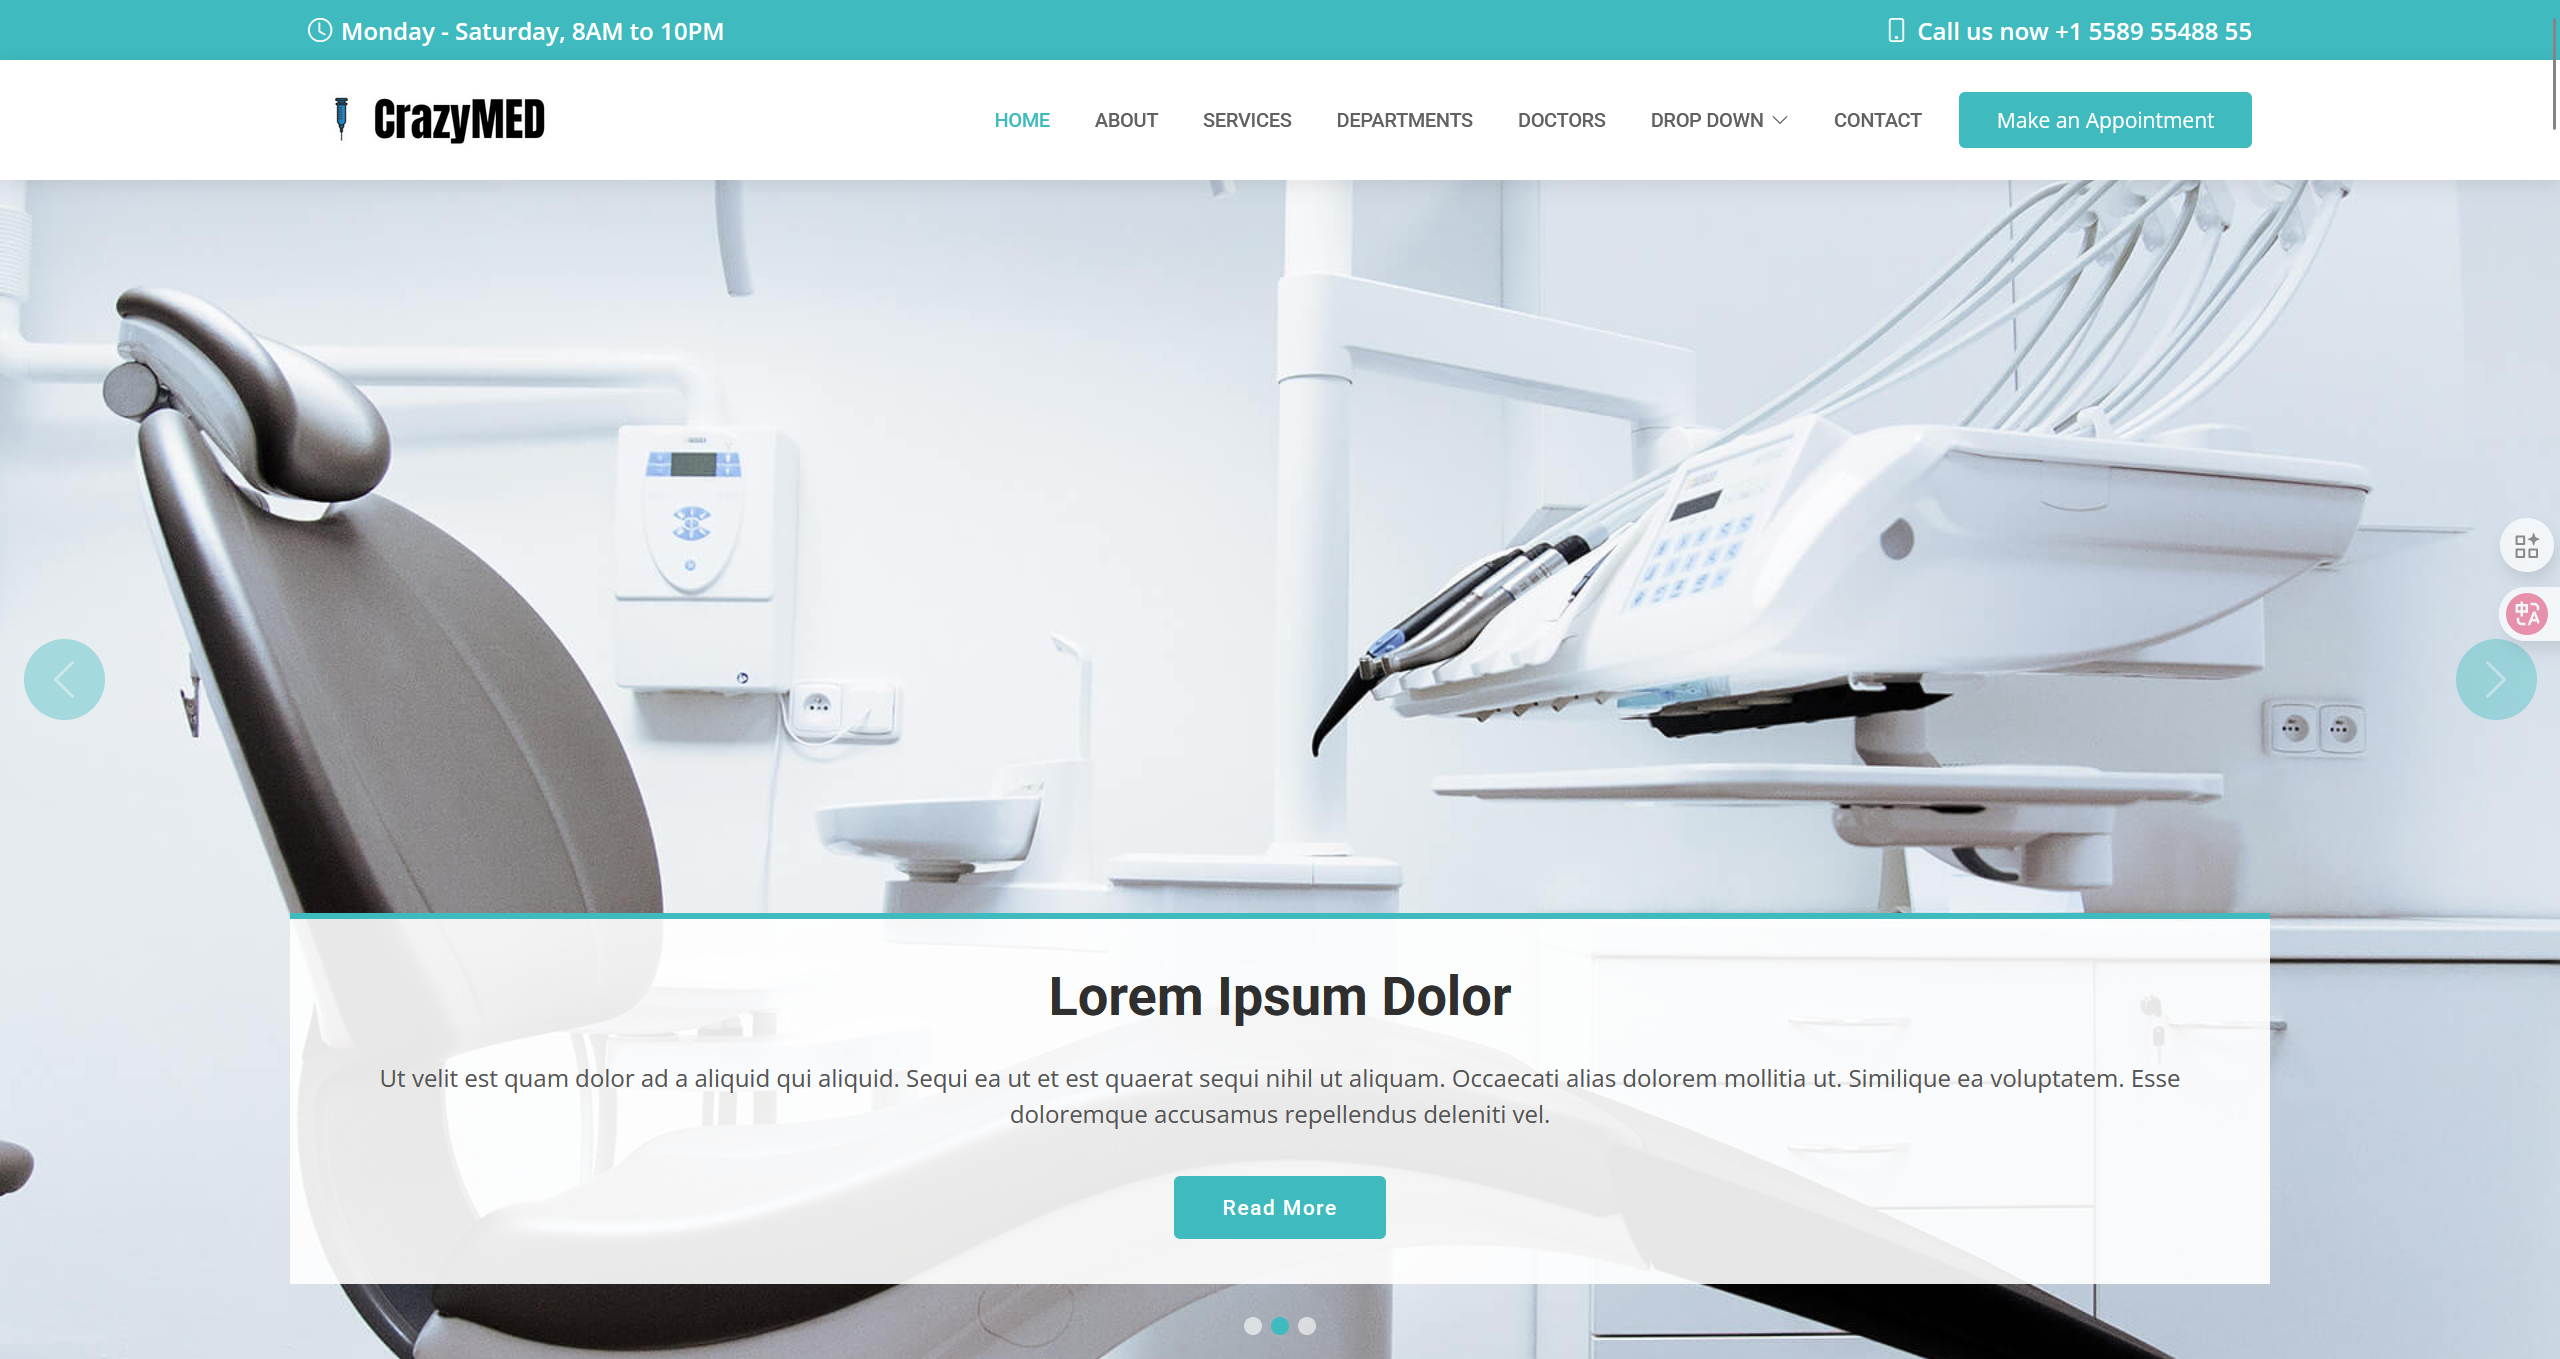 Monday - Saturday, 8AM to 10PM
Call us now +1 5589 55488 55
CrazyMED
HOME
ABOUT
SERVICES
DEPARTMENTS
DOCTORS
DROP DOWN
CONTACT
Make an Appointment
中A
Lorem Ipsum Dolor
Ut velit est quam dolor ad a aliquid qui aliquid. Sequi ea ut et est quaerat sequi nihil ut aliquam. Occaecati alias dolorem mollitia ut. Similique ea voluptatem. Esse
doloremque accusamus repellendus deleniti vel.
Read More